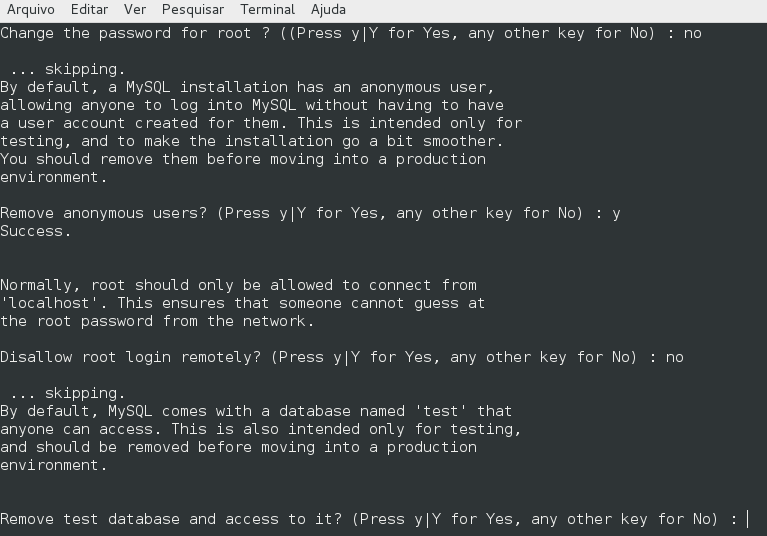 Arquivo Editar Ver Pesquisar Terminal Ajuda
Change the password for root ? ((Press y|Y for Yes, any other key for No) : no
... skipping.
By default, a MySQL installation has an anonymous user,
allowing anyone to log into MySQL without having to have
a user account created for them. This is intended only for
testing, and to make the installation go a bit smoother.
You should remove them before moving into a production
environment.
Remove anonymous users? (Press y|Y for Yes, any other key for No) : y
Success.
Normally, root should only be allowed to connect from
'localhost'. This ensures that someone cannot guess at
the root password from the network.
Disallow root login remotely? (Press y|Y for Yes, any other key for No) : no
... skipping.
By default, MySQL comes with a database named 'test' that
anyone can access. This is also intended only for testing,
and should be removed before moving into a production
environment.
Remove test database and access to it? (Press y|Y for Yes, any other key for No) :